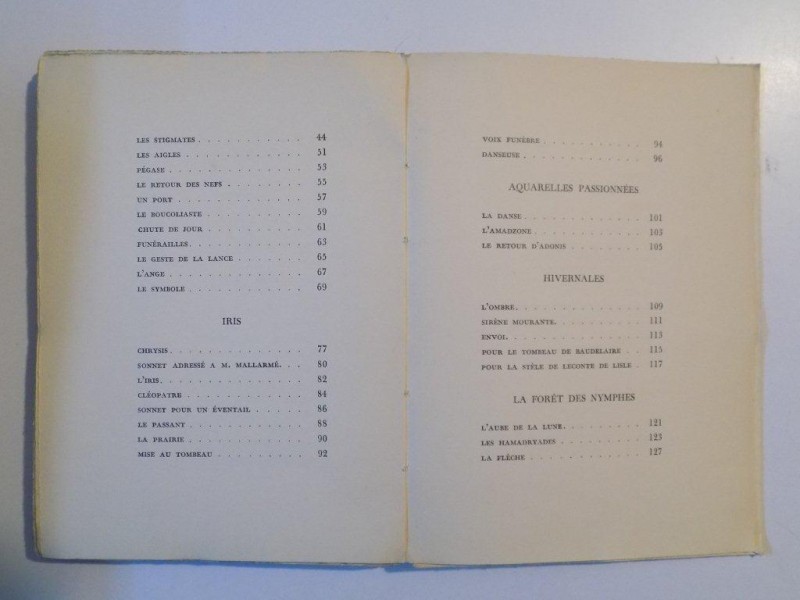 LES STIGMATES . . . . . . . . . . . 44
LES AIGLES . . . . . . . . . . . . 51
PÉGASE . . . . . . . . . . . . . 53
LE RETOUR DES NEFS . . . . . . . . 55
UN PORT . . . . . . . . . . . . 57
LE BOUCOLIASTE . . . . . . . . . . 59
CHUTE DE JOUR . . . . . . . . . . 61
FUNÉRAILLES . . . . . . . . . . . 63
LE GESTE DE LA LANCE . . . . . . . 65
L'ANGE . . . . . . . . . . . . . 67
LE SYMBOLE . . . . . . . . . . . 69
IRIS
CHRYSIS . . . . . . . . . . . . . 77
SONNET ADRESSÉ A M. MALLARMÉ. . . 80
L'IRIS . . . . . . . . . . . . . 82
CLÉOPATRE . . . . . . . . . . . 84
SONNET POUR UN ÉVENTAIL . . . . . 86
LE PASSANT . . . . . . . . . . . 88
LA PRAIRIE . . . . . . . . . . . 90
MISE AU TOMBEAU . . . . . . . . . 92
VOIX FUNÈBRE . . . . . . . . . . . 94
DANSEUSE . . . . . . . . . . . . 96
AQUARELLES PASSIONNÉES
LA DANSE . . . . . . . . . . . . 101
L'AMADZONE . . . . . . . . . . . 103
LE RETOUR D'ADONIS . . . . . . . . 105
HIVERNALES
L'OMBRE . . . . . . . . . . . . . 109
SIRÈNE MOURANTE . . . . . . . . . 111
ENVOL . . . . . . . . . . . . . 113
POUR LE TOMBEAU DE BAUDELAIRE . . 115
POUR LA STÈLE DE LECONTE DE LISLE . 117
LA FORÊT DES NYMPHES
L'AUBE DE LA LUNE . . . . . . . . 121
LES HAMADRYADES . . . . . . . . . 123
LA FLÈCHE . . . . . . . . . . . . 127